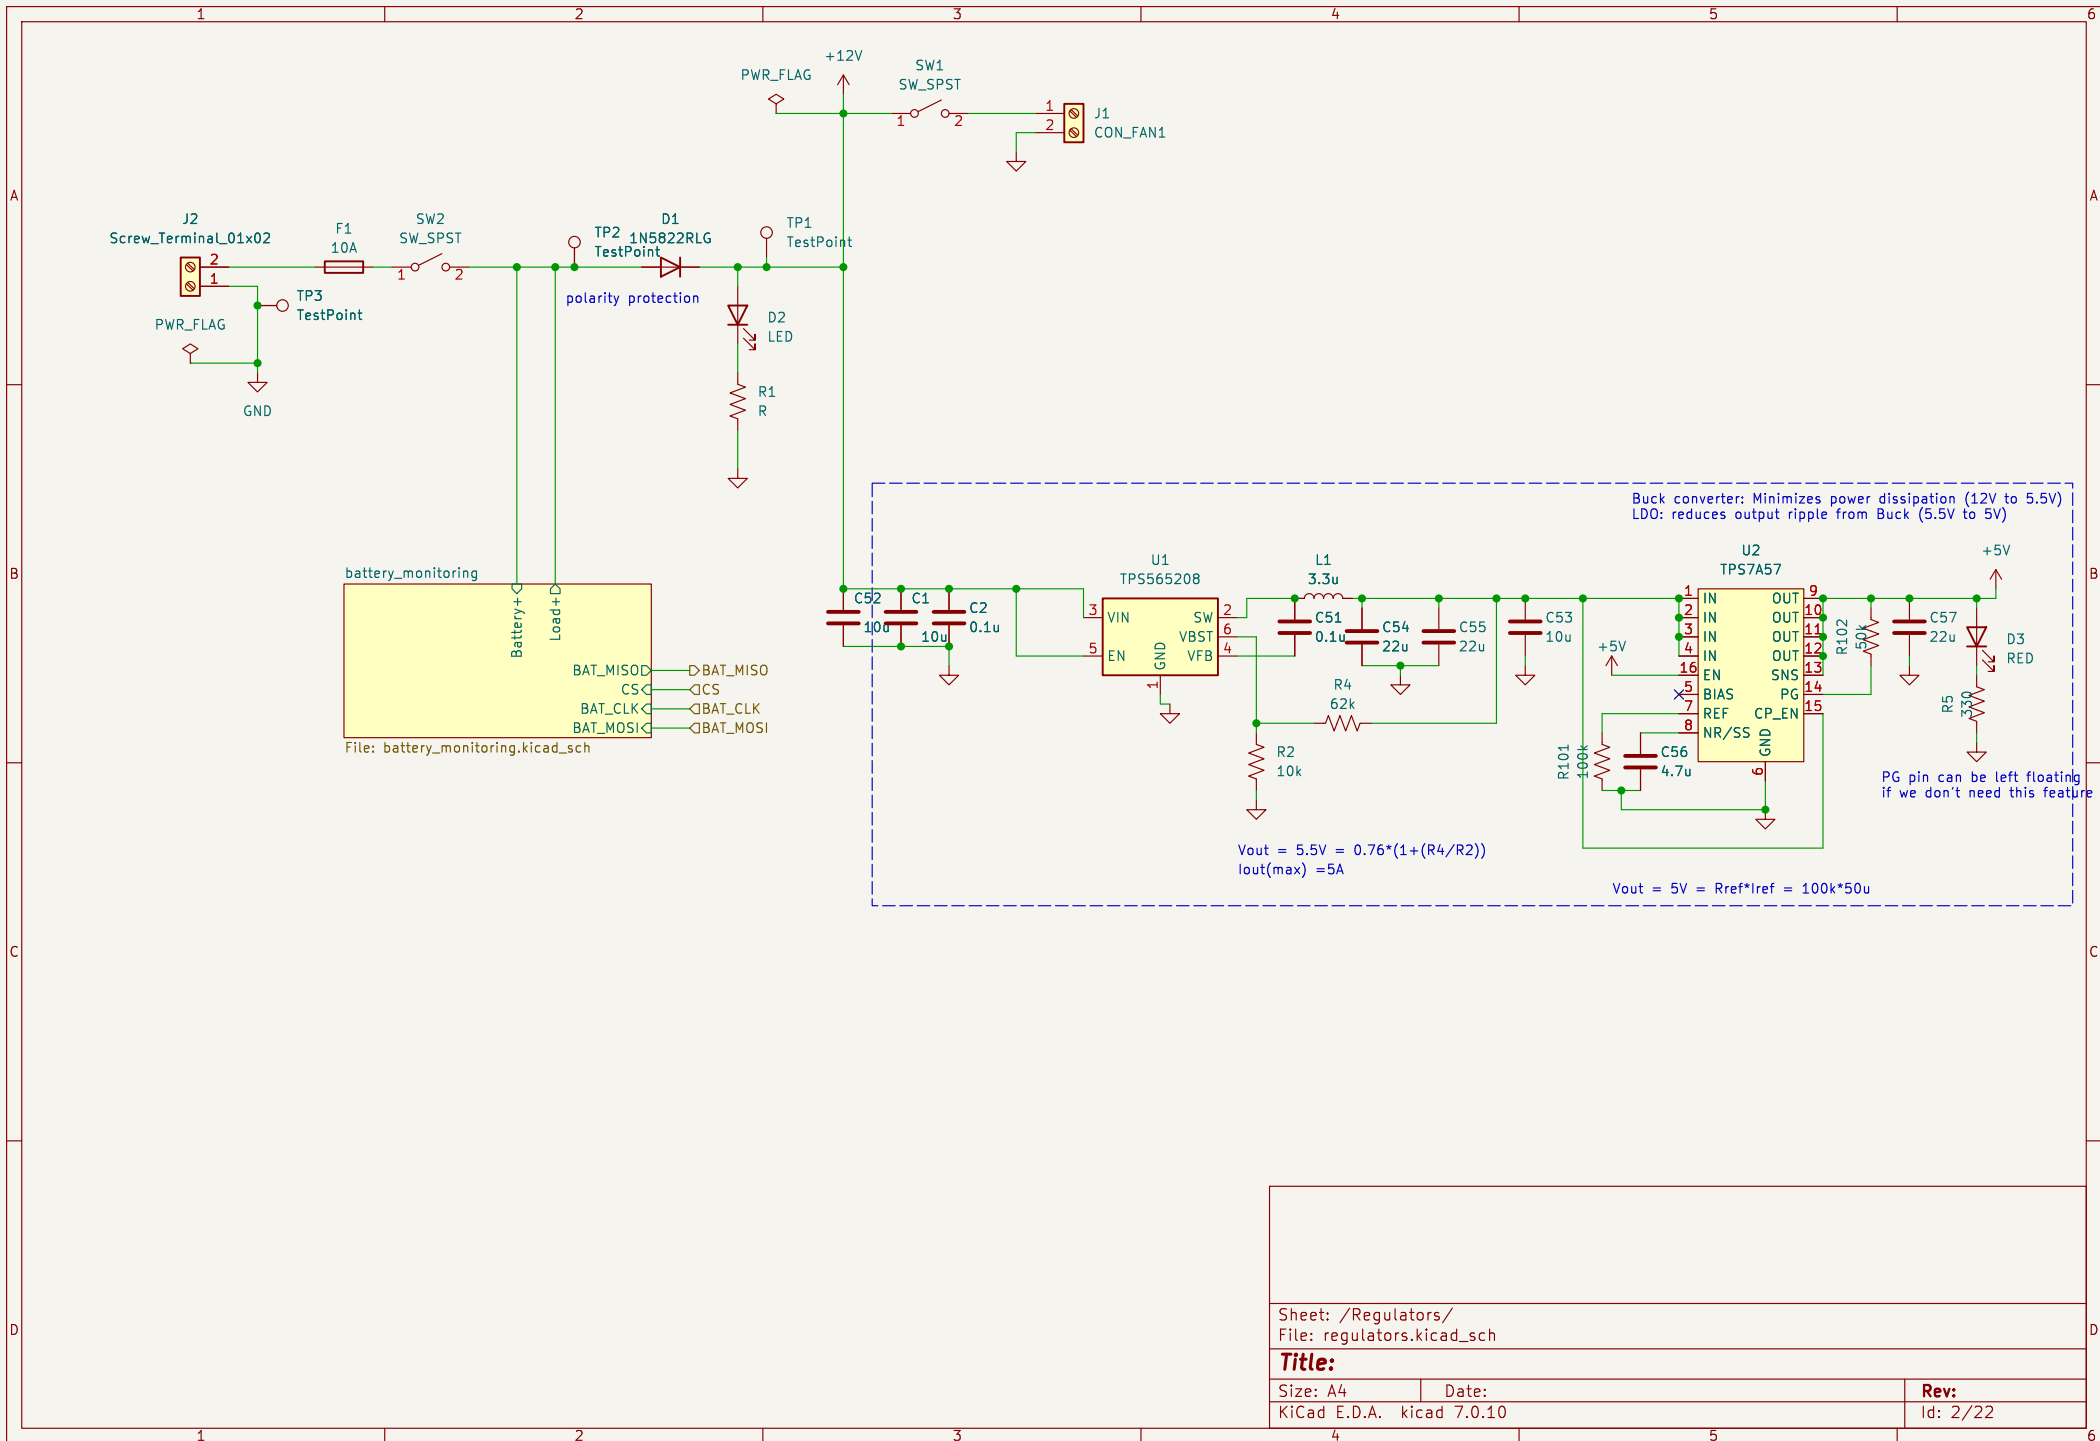 1 2 3 4 5 6
+12V
PWR_FLAG
SW1
SW_SPST
1 2
1
2
J1
CON_FAN1
A A
J2
Screw_Terminal_01x02
2
1
F1
10A
SW2
SW_SPST
1 2
TP2
TestPoint
D1
1N5822RLG
TP1
TestPoint
polarity protection
TP3
TestPoint
PWR_FLAG
GND
D2
LED
R1
R
B B
battery_monitoring
Battery+
Load+
BAT_MISO BAT_MISO
CS CS
BAT_CLK BAT_CLK
BAT_MOSI BAT_MOSI
File: battery_monitoring.kicad_sch
Buck converter: Minimizes power dissipation (12V to 5.5V)
LDO: reduces output ripple from Buck (5.5V to 5V)
C52
10u
C1
10u
C2
0.1u
U1
TPS565208
3 VIN
5 EN
GND
1
SW 2
VBST 6
VFB 4
L1
3.3u
C51
0.1u
C54
22u
C55
22u
C53
10u
R4
62k
R2
10k
Vout = 5.5V = 0.76*(1+(R4/R2))
Iout(max) =5A
U2
TPS7A57
+5V
1 IN
2 IN
3 IN
4 IN
16 EN
5 BIAS
7 REF
8 NR/SS
GND
6
OUT 9
OUT 10
OUT 11
OUT 12
SNS 13
PG 14
CP_EN 15
R101
100k
C56
4.7u
R102
50k
C57
22u
+5V
D3
RED
R5
330
PG pin can be left floating
if we don't need this feature
Vout = 5V = Rref*Iref = 100k*50u
C C
D D
Sheet: /Regulators/
File: regulators.kicad_sch
Title:
Size: A4 Date: Rev:
KiCad E.D.A. kicad 7.0.10 Id: 2/22
1 2 3 4 5 6